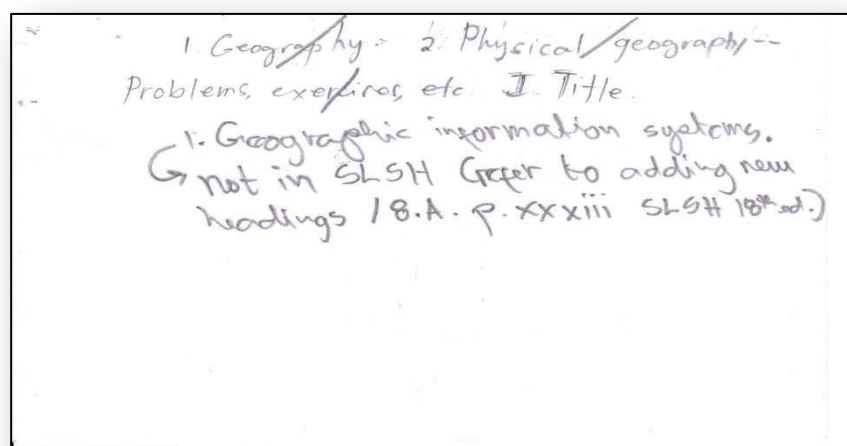 1 Geography. 2 Physical geography--
Problems, exercises, etc I Title.
1. Geographic information systems.
not in SLSH (refer to adding new
headings / 8.A. p. xxxiii SLSH 18th ed.)